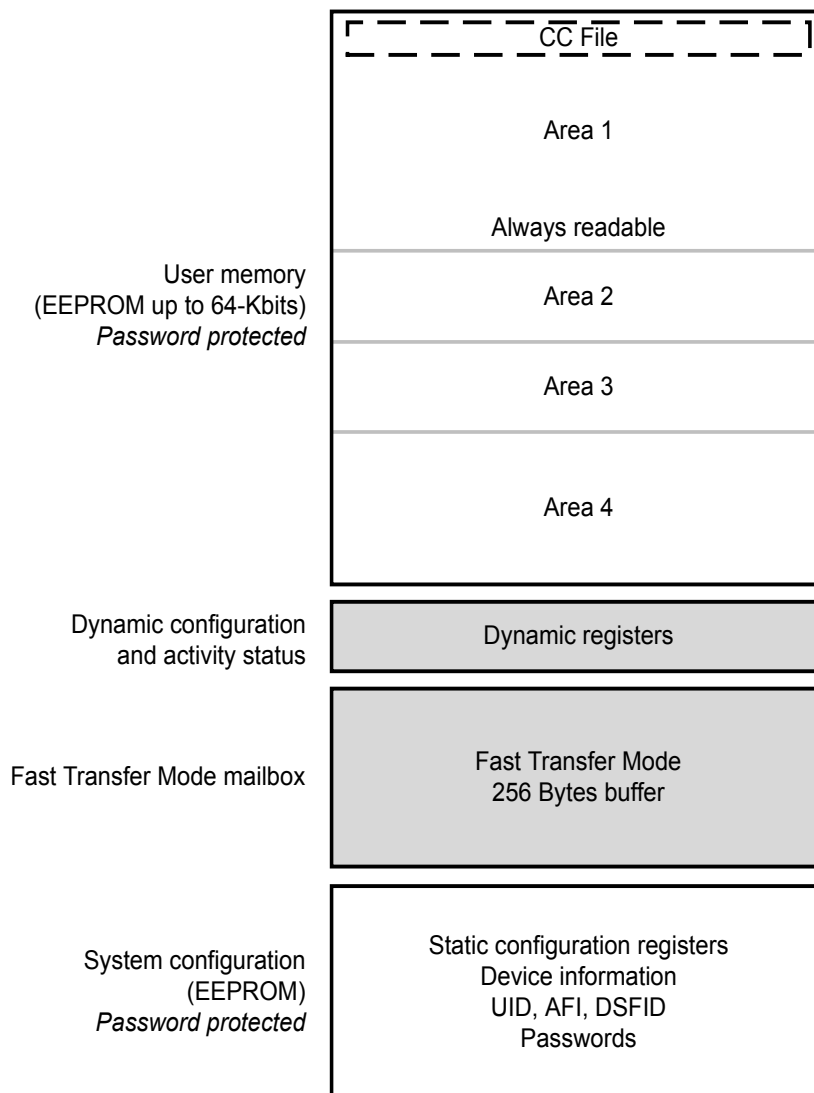 CC File
Area 1
Always readable
User memory
(EEPROM up to 64-Kbits)
Password protected
Area 2
Area 3
Area 4
Dynamic configuration
and activity status
Dynamic registers
Fast Transfer Mode mailbox
Fast Transfer Mode
256 Bytes buffer
System configuration
(EEPROM)
Password protected
Static configuration registers
Device information
UID, AFI, DSFID
Passwords